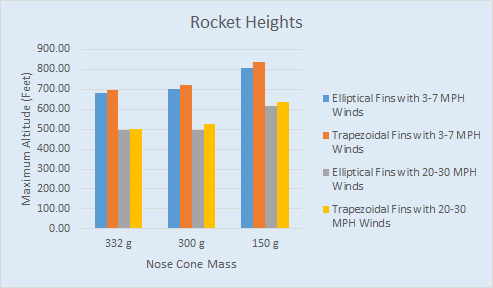 Rocket Heights
Maximum Altitude (Feet)
900.00
800.00
700.00
600.00
500.00
400.00
300.00
200.00
100.00
0.00
332 g
300 g
150 g
Nose Cone Mass
Elliptical Fins with 3-7 MPH
Winds
Trapezoidal Fins with 3-7 MPH
Winds
Elliptical Fins with 20-30 MPH
Winds
Trapezoidal Fins with 20-30
MPH Winds